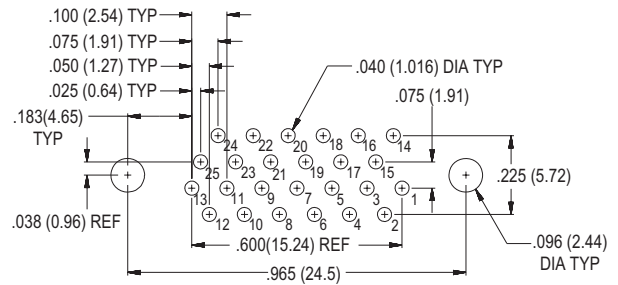 .100 (2.54) TYP
.075 (1.91) TYP
.050 (1.27) TYP
.025 (0.64) TYP
.183(4.65)
TYP
.040 (1.016) DIA TYP
.075 (1.91)
24 22 20 18 16 14
25 23 21 19 17 15
13 11 9 7 5 3 1
12 10 8 6 4 2
.225 (5.72)
.038 (0.96) REF
.600(15.24) REF
.096 (2.44)
DIA TYP
.965 (24.5)